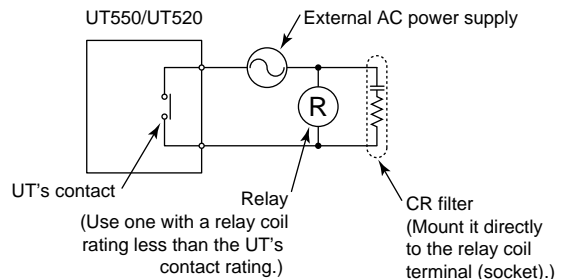 UT550/UT520
External AC power supply
R
UT's contact
Relay
(Use one with a relay coil
rating less than the UT's
contact rating.)
CR filter
(Mount it directly
to the relay coil
terminal (socket).)